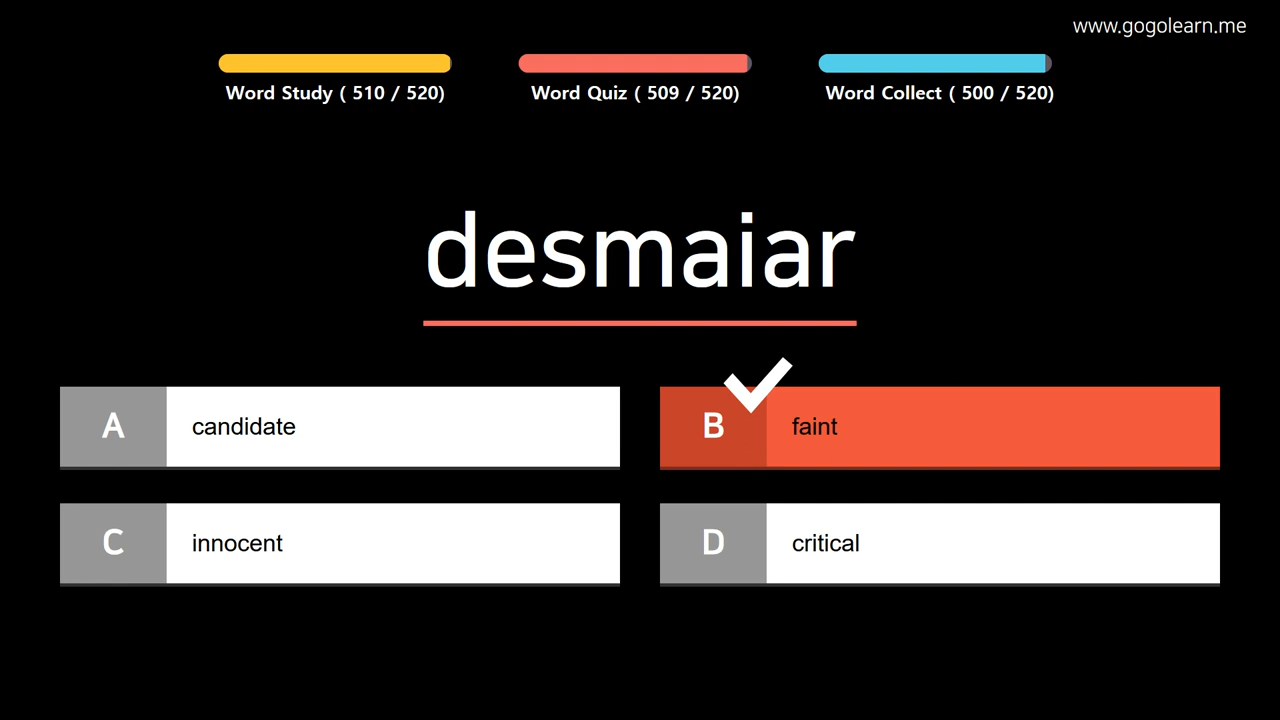 www.gogolearn.me
Word Study ( 510 / 520)
Word Quiz ( 509 / 520)
Word Collect ( 500 / 520)
desmaiar
A
candidate
B
faint
C
innocent
D
critical